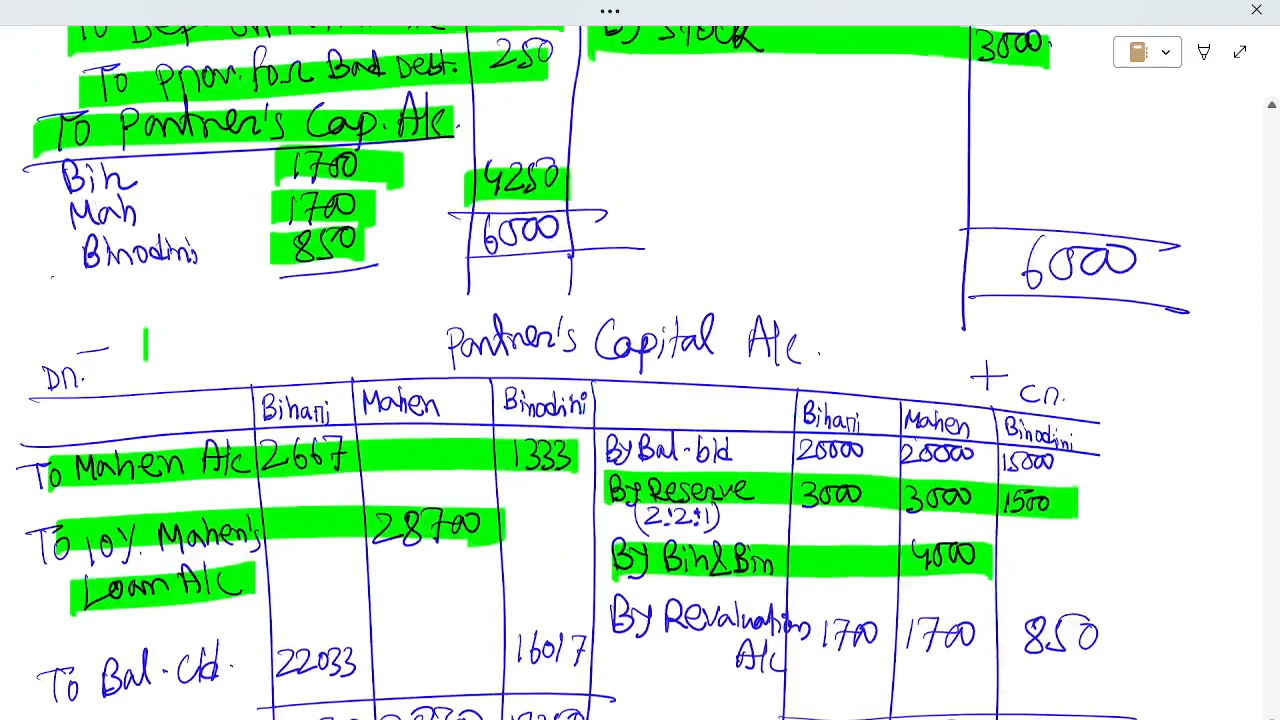 By Stock 3000
To Prov. for Bad Debt. 250
To Partner's Cap. A/c.
Bih 1700 4250
Mah 1700
Binodini 850 6000
6000
Partner's Capital A/c.
Dr. − + Cr.
Bihari Mahen Binodini Bihari Mahen Binodini
To Mahen A/c 2667 1333 By Bal. b/d 20000 20000 15000
By Reserve 3000 3000 1500
(2:2:1)
To 10% Mahen's 28700
Loan A/c
By Bih & Bin 4000
By Revaluation 1700 1700 850
A/c
To Bal. c/d. 22033 16017